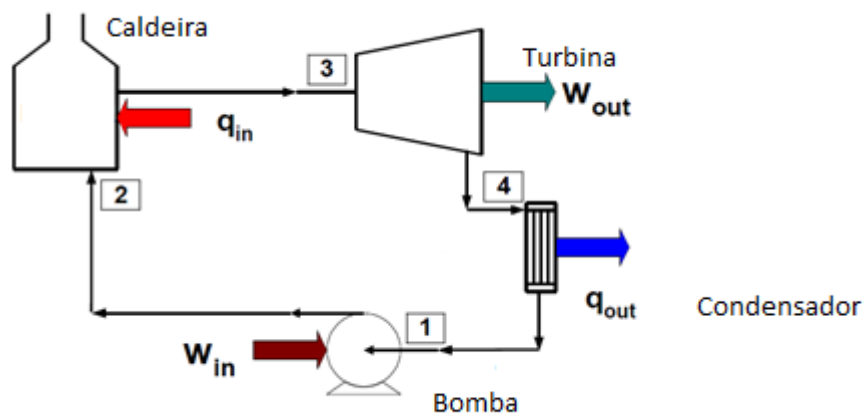 Caldeira
3
Turbina
W_out
q_in
2
4
q_out
Condensador
1
W_in
Bomba